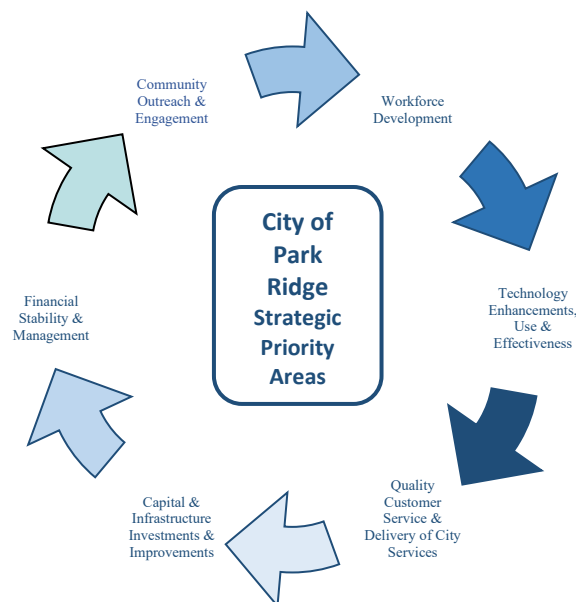 Community
Outreach &
Engagement
Workforce
Development
City of
Park
Ridge
Strategic
Priority
Areas
Financial
Stability &
Management
Technology
Enhancements,
Use &
Effectiveness
Capital &
Infrastructure
Investments &
Improvements
Quality
Customer
Service &
Delivery of City
Services